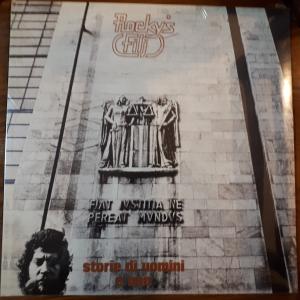 Rocky's
Filj
FIAT IVSTITIA NE
PEREAT MVNDVS
storie di uomini
e non